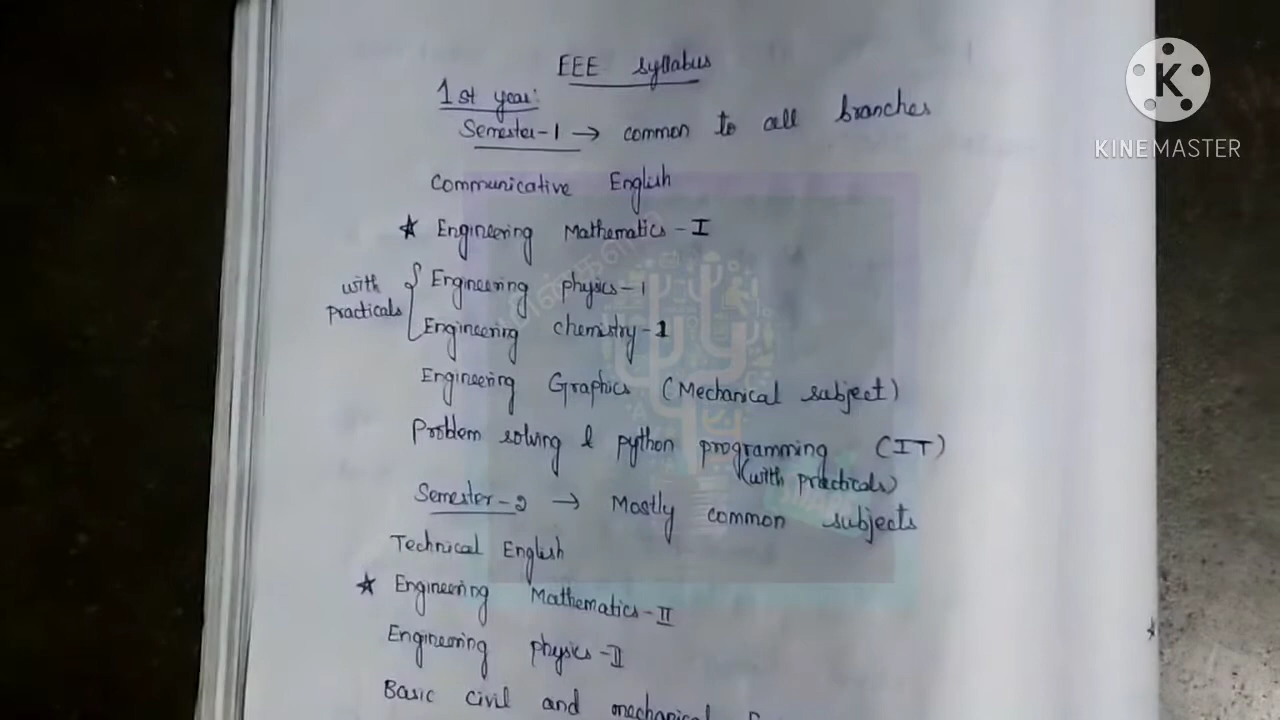 EEE syllabus
1st year:
Semester-1 → common to all branches
Communicative English
★ Engineering Mathematics - I
with practicals { Engineering physics - 1
Engineering chemistry - 1
Engineering Graphics (Mechanical subject)
Problem solving & python programming (IT)
(with practicals)
Semester - 2 → Mostly common subjects
Technical English
★ Engineering Mathematics - II
Engineering physics - II
Basic civil and mechanical
K
KINEMASTER